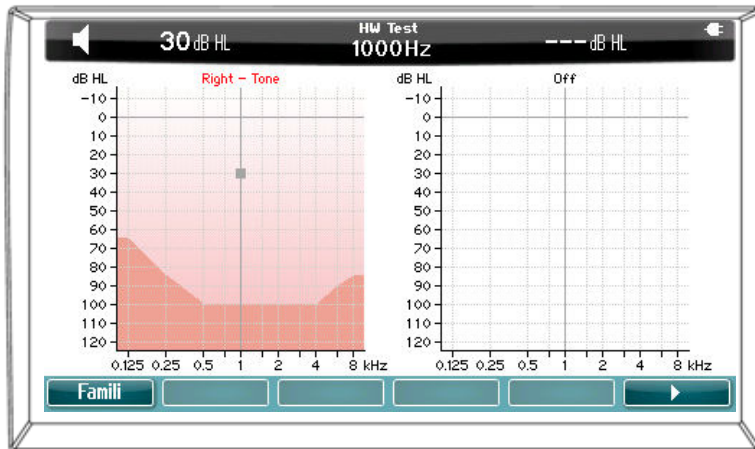 30 dB HL
HW Test
1000Hz
--- dB HL
dB HL
Right - Tone
-10
0
10
20
30
40
50
60
70
80
90
100
110
120
0.125 0.25 0.5 1 2 4 8 kHz
dB HL
Off
-10
0
10
20
30
40
50
60
70
80
90
100
110
120
0.125 0.25 0.5 1 2 4 8 kHz
Famili